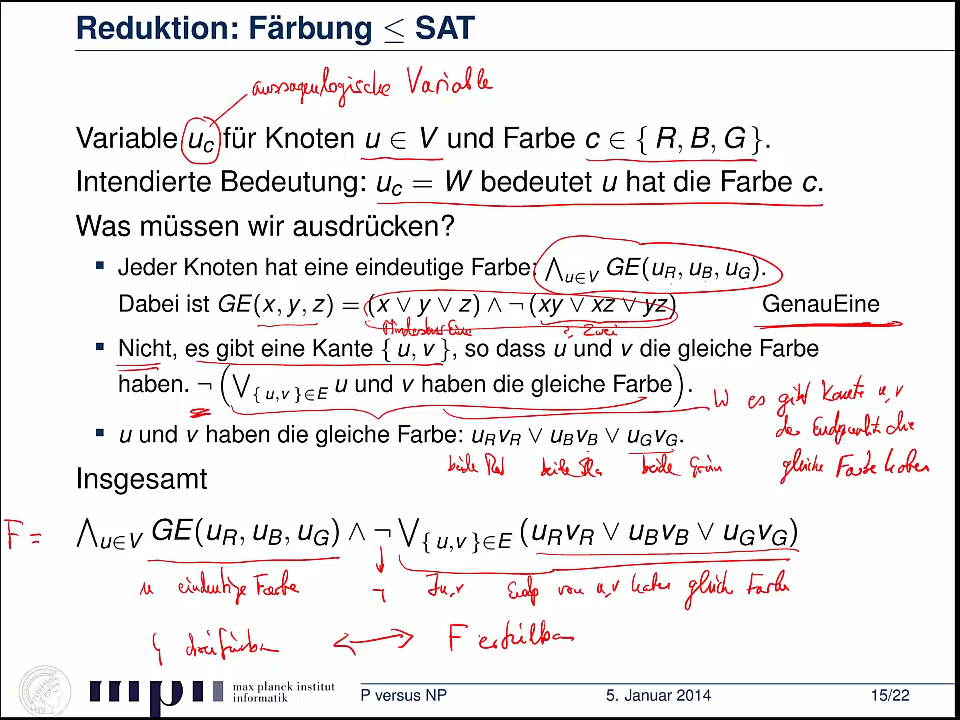 Reduktion: Färbung ≤ SAT
aussagenlogische Variable
Variable u_c für Knoten u ∈ V und Farbe c ∈ { R, B, G }.
Intendierte Bedeutung: u_c = W bedeutet u hat die Farbe c.
Was müssen wir ausdrücken?
Jeder Knoten hat eine eindeutige Farbe: ⋀_{u∈V} GE(u_R, u_B, u_G).
Dabei ist GE(x, y, z) = (x ∨ y ∨ z) ∧ ¬ (xy ∨ xz ∨ yz) GenauEine
Mindestens Eine ≥ Zwei
Nicht, es gibt eine Kante { u, v }, so dass u und v die gleiche Farbe
haben. ¬ (⋁_{{ u,v }∈E} u und v haben die gleiche Farbe).
W es gibt Kante u, v
der Endpunkte die
gleiche Farbe haben
u und v haben die gleiche Farbe: u_R v_R ∨ u_B v_B ∨ u_G v_G.
beide Rot beide beide Grün
Insgesamt
F = ⋀_{u∈V} GE(u_R, u_B, u_G) ∧ ¬ ⋁_{{ u,v }∈E} (u_R v_R ∨ u_B v_B ∨ u_G v_G)
u eindeutige Farbe ¬ ∃u,v Endp von u,v haben gleiche Farbe
G dreifärbbar ⟷ F erfüllbar
max planck institut
informatik
P versus NP 5. Januar 2014 15/22